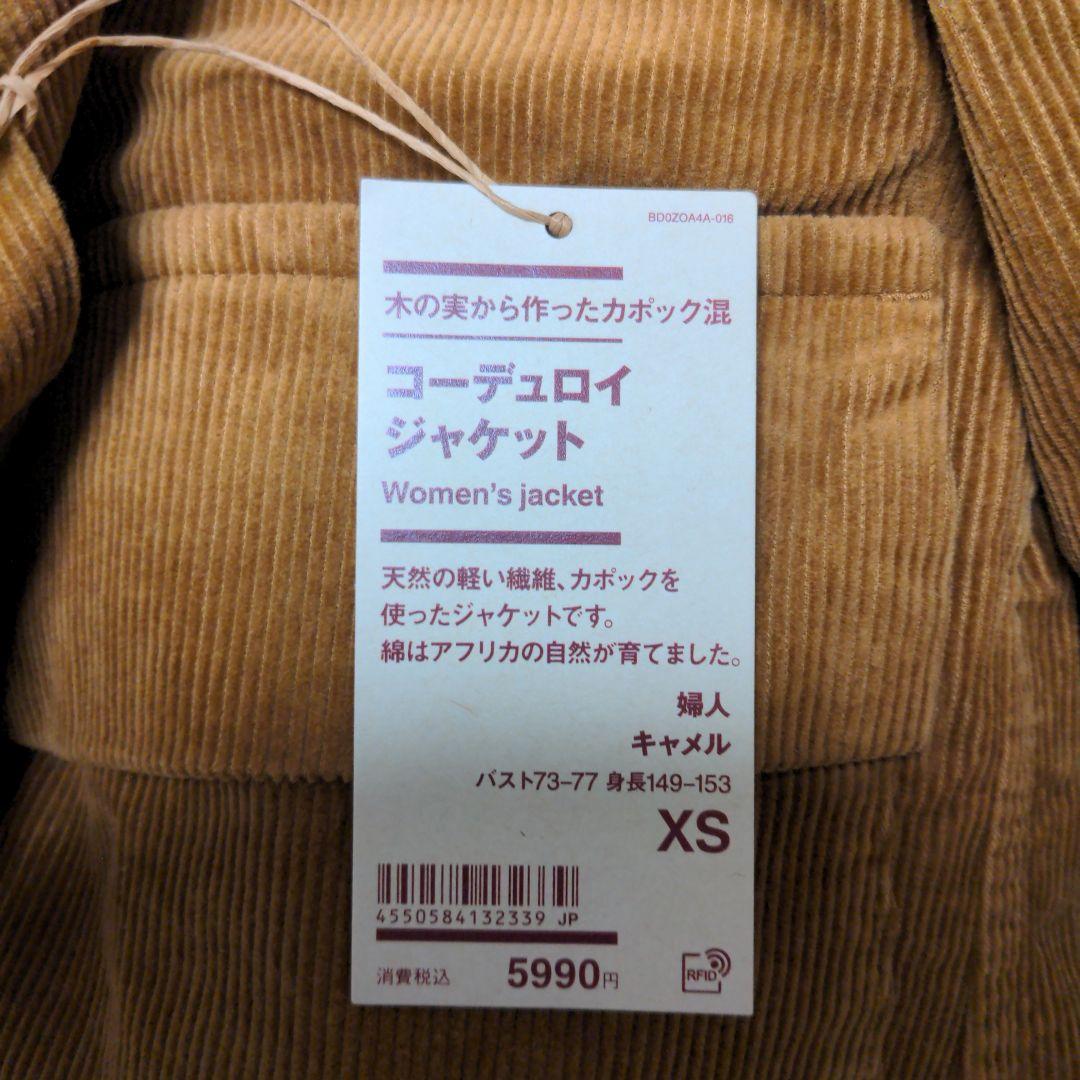 BD0ZOA4A-016
木の実から作ったカポック混
コーデュロイ
ジャケット
Women's jacket
天然の軽い繊維、カポックを
使ったジャケットです。
綿はアフリカの自然が育てました。
婦人
キャメル
バスト73-77 身長149-153
XS
4550584132339 JP
消費税込 5990円
RFID